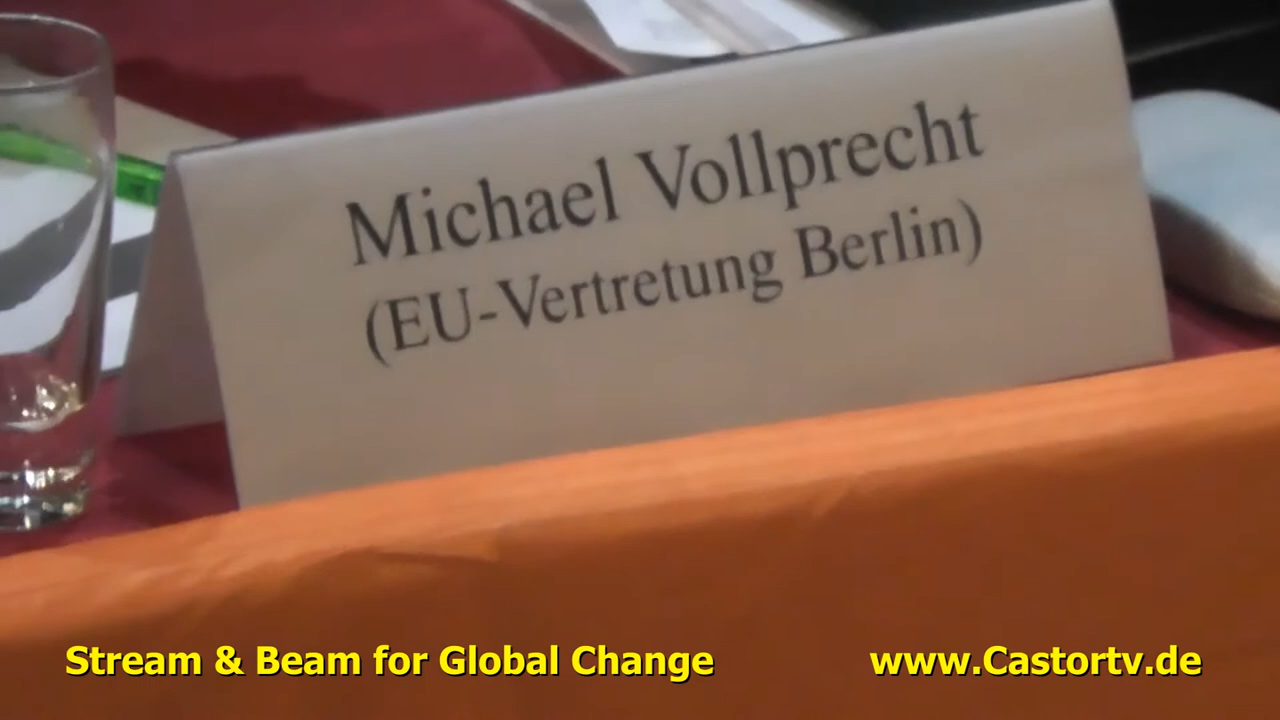 Michael Vollprecht
(EU-Vertretung Berlin)
Stream & Beam for Global Change
www.Castortv.de